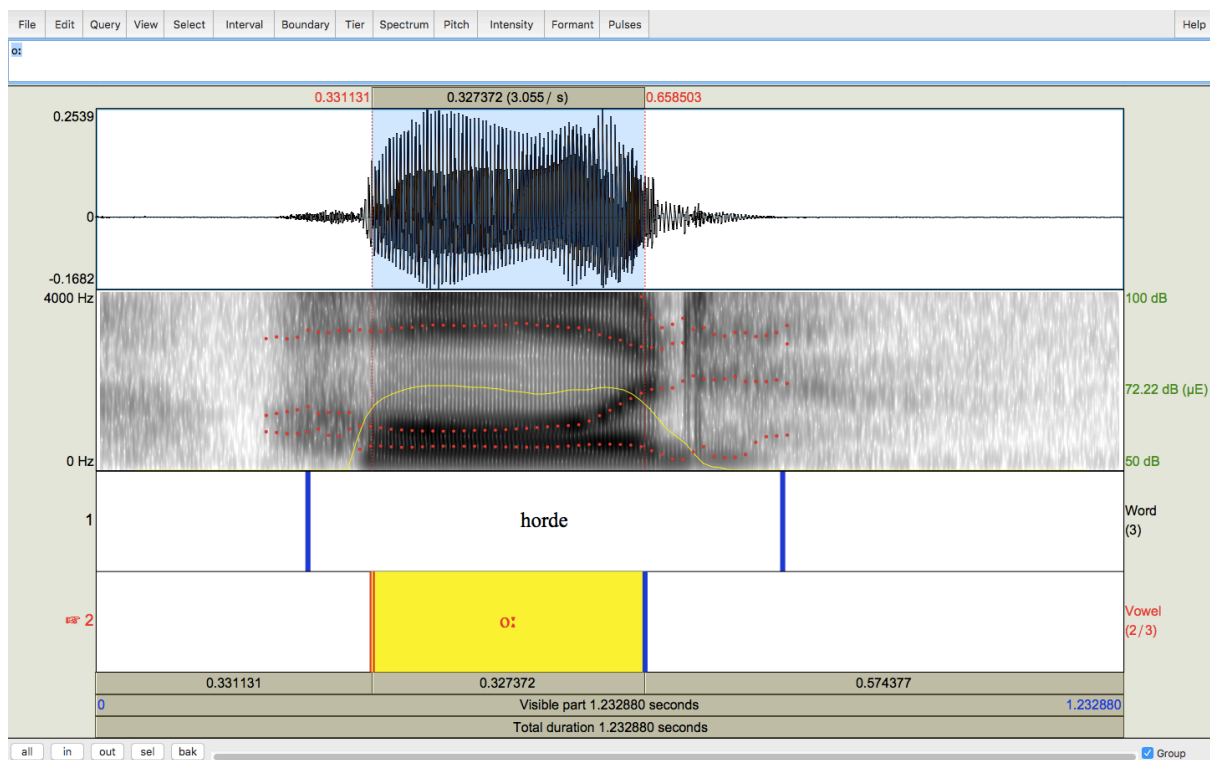 File Edit Query View Select Interval Boundary Tier Spectrum Pitch Intensity Formant Pulses Help
oː
0.331131 0.327372 (3.055 / s) 0.658503
0.2539
0
-0.1682
4000 Hz 100 dB
72.22 dB (µE)
0 Hz 50 dB
1 horde Word
(3)
☞ 2 oː Vowel
(2/3)
0.331131 0.327372 0.574377
0 Visible part 1.232880 seconds 1.232880
Total duration 1.232880 seconds
all in out sel bak Group